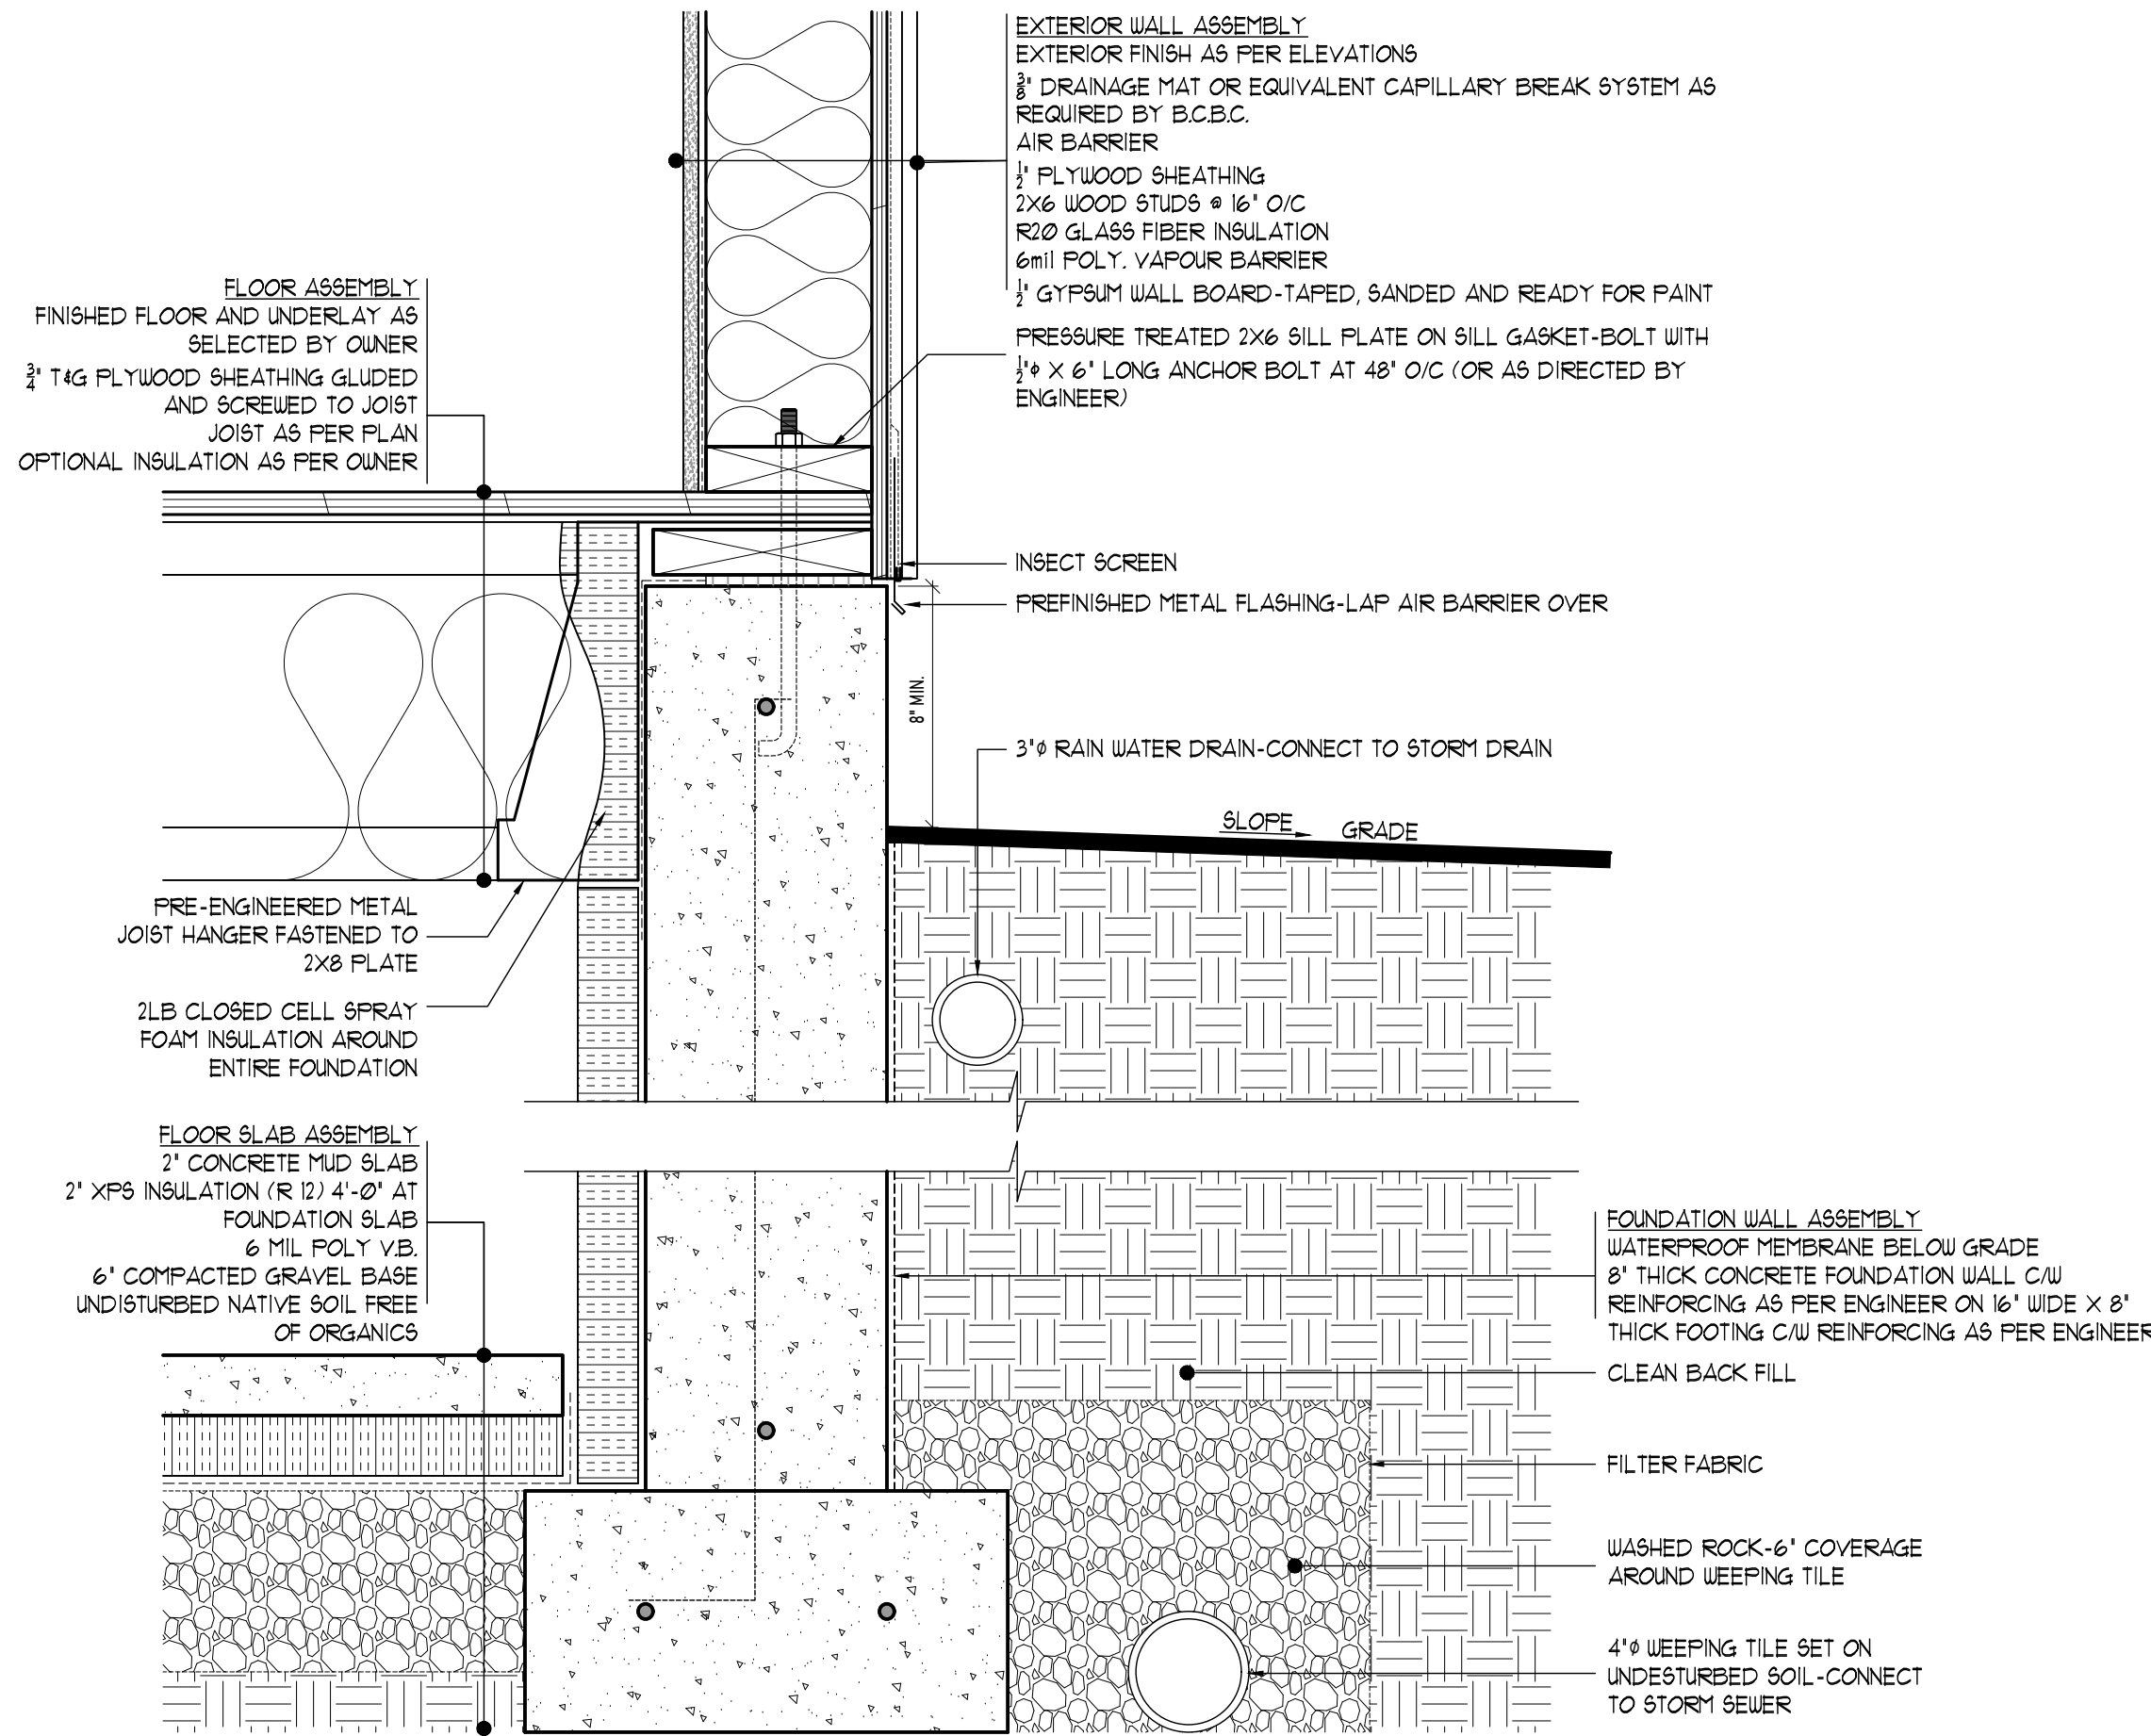 EXTERIOR WALL ASSEMBLY
EXTERIOR FINISH AS PER ELEVATIONS
3/8" DRAINAGE MAT OR EQUIVALENT CAPILLARY BREAK SYSTEM AS
REQUIRED BY B.C.B.C.
AIR BARRIER
1/2" PLYWOOD SHEATHING
2X6 WOOD STUDS @ 16" O/C
R20 GLASS FIBER INSULATION
6mil POLY. VAPOUR BARRIER
1/2" GYPSUM WALL BOARD-TAPED, SANDED AND READY FOR PAINT
PRESSURE TREATED 2X6 SILL PLATE ON SILL GASKET-BOLT WITH
1/2"ϕ X 6" LONG ANCHOR BOLT AT 48" O/C (OR AS DIRECTED BY
ENGINEER)
FLOOR ASSEMBLY
FINISHED FLOOR AND UNDERLAY AS
SELECTED BY OWNER
3/4" T&G PLYWOOD SHEATHING GLUDED
AND SCREWED TO JOIST
JOIST AS PER PLAN
OPTIONAL INSULATION AS PER OWNER
INSECT SCREEN
PREFINISHED METAL FLASHING-LAP AIR BARRIER OVER
8" MIN.
3"ϕ RAIN WATER DRAIN-CONNECT TO STORM DRAIN
SLOPE
GRADE
PRE-ENGINEERED METAL
JOIST HANGER FASTENED TO
2X8 PLATE
2LB CLOSED CELL SPRAY
FOAM INSULATION AROUND
ENTIRE FOUNDATION
FLOOR SLAB ASSEMBLY
2" CONCRETE MUD SLAB
2" XPS INSULATION (R 12) 4'-0" AT
FOUNDATION SLAB
6 MIL POLY V.B.
6" COMPACTED GRAVEL BASE
UNDISTURBED NATIVE SOIL FREE
OF ORGANICS
FOUNDATION WALL ASSEMBLY
WATERPROOF MEMBRANE BELOW GRADE
8" THICK CONCRETE FOUNDATION WALL C/W
REINFORCING AS PER ENGINEER ON 16" WIDE X 8"
THICK FOOTING C/W REINFORCING AS PER ENGINEER
CLEAN BACK FILL
FILTER FABRIC
WASHED ROCK-6" COVERAGE
AROUND WEEPING TILE
4"ϕ WEEPING TILE SET ON
UNDESTURBED SOIL-CONNECT
TO STORM SEWER